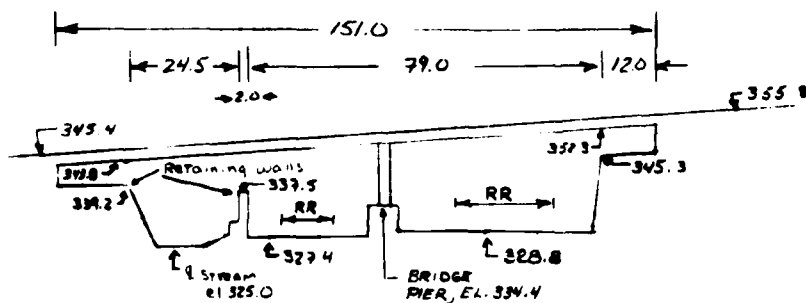 151.0
24.5
79.0
12.0
2.0
355.8
345.4
352.3
343.8
Retaining walls
337.5
345.3
339.2
RR
RR
327.4
328.8
℄ STREAM
el 325.0
BRIDGE
PIER, EL. 334.4